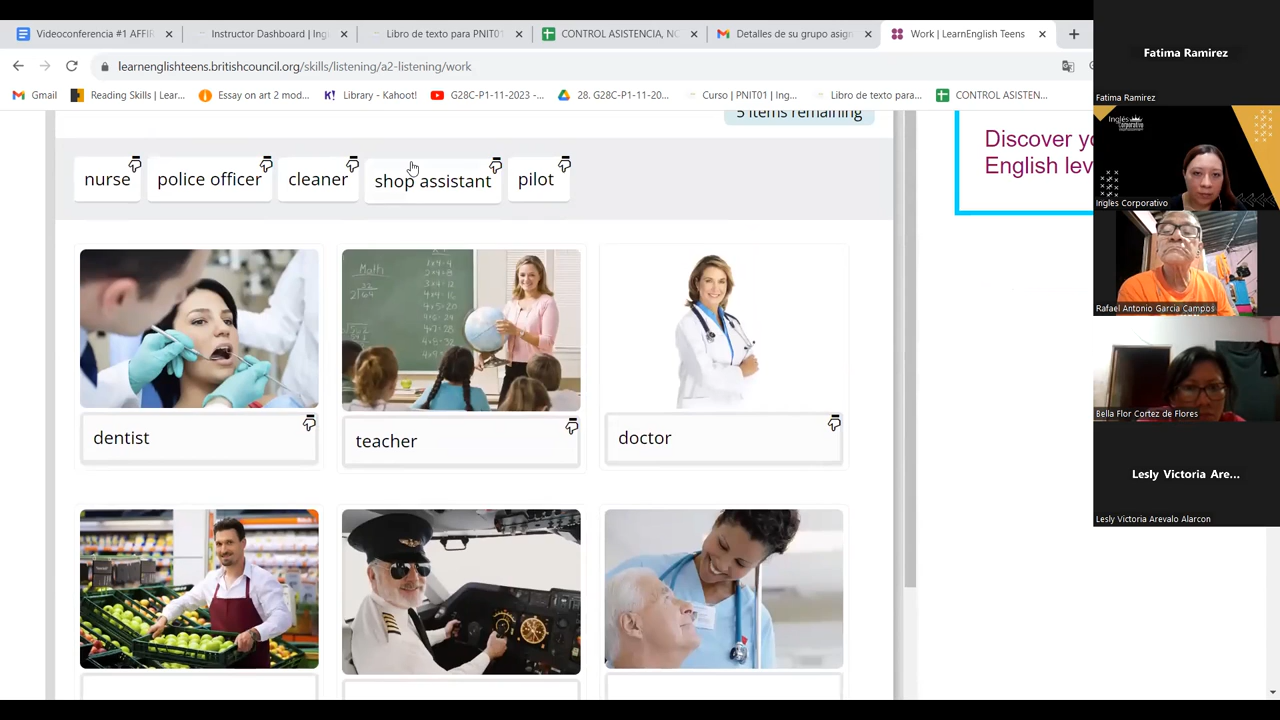 Videoconferencia #1 AFFIR
Instructor Dashboard | Ing
Libro de texto para PNIT01
CONTROL ASISTENCIA, NC
Detalles de su grupo asign
Work | LearnEnglish Teens
learnenglishteens.britishcouncil.org/skills/listening/a2-listening/work
Gmail
Reading Skills | Lear...
Essay on art 2 mod...
Library - Kahoot!
G28C-P1-11-2023 -...
28. G28C-P1-11-20...
Curso | PNIT01 | Ing...
Libro de texto para...
CONTROL ASISTEN...
5 items remaining
nurse
police officer
cleaner
shop assistant
pilot
dentist
teacher
doctor
Math
Discover yo
English lev
Fatima Ramirez
Fatima Ramirez
Inglés
Corporativo
Ingles Corporativo
Rafael Antonio Garcia Campos
Bella Flor Cortez de Flores
Lesly Victoria Are...
Lesly Victoria Arevalo Alarcon